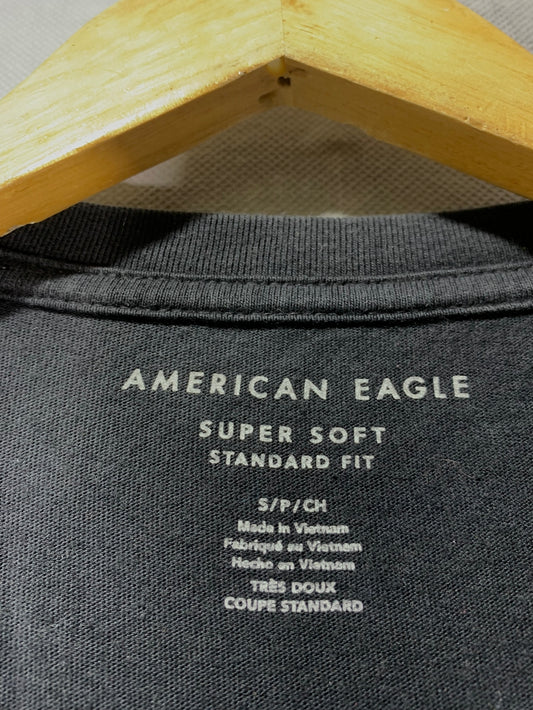 AMERICAN EAGLE
SUPER SOFT
STANDARD FIT
S/P/CH
Made in Vietnam
Fabriqué au Vietnam
Hecho en Vietnam
TRÈS DOUX
COUPE STANDARD